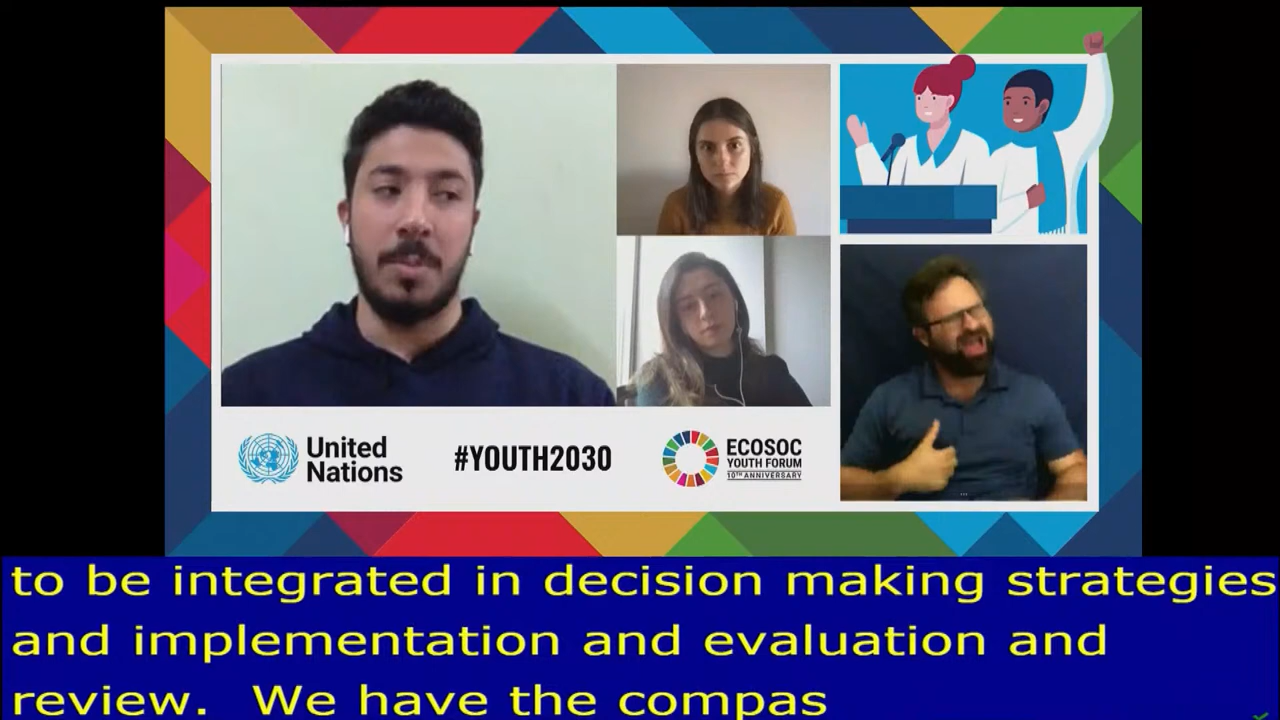 United
Nations
#YOUTH2030
ECOSOC
YOUTH FORUM
10TH ANNIVERSARY
to be integrated in decision making strategies
and implementation and evaluation and
review. We have the compas